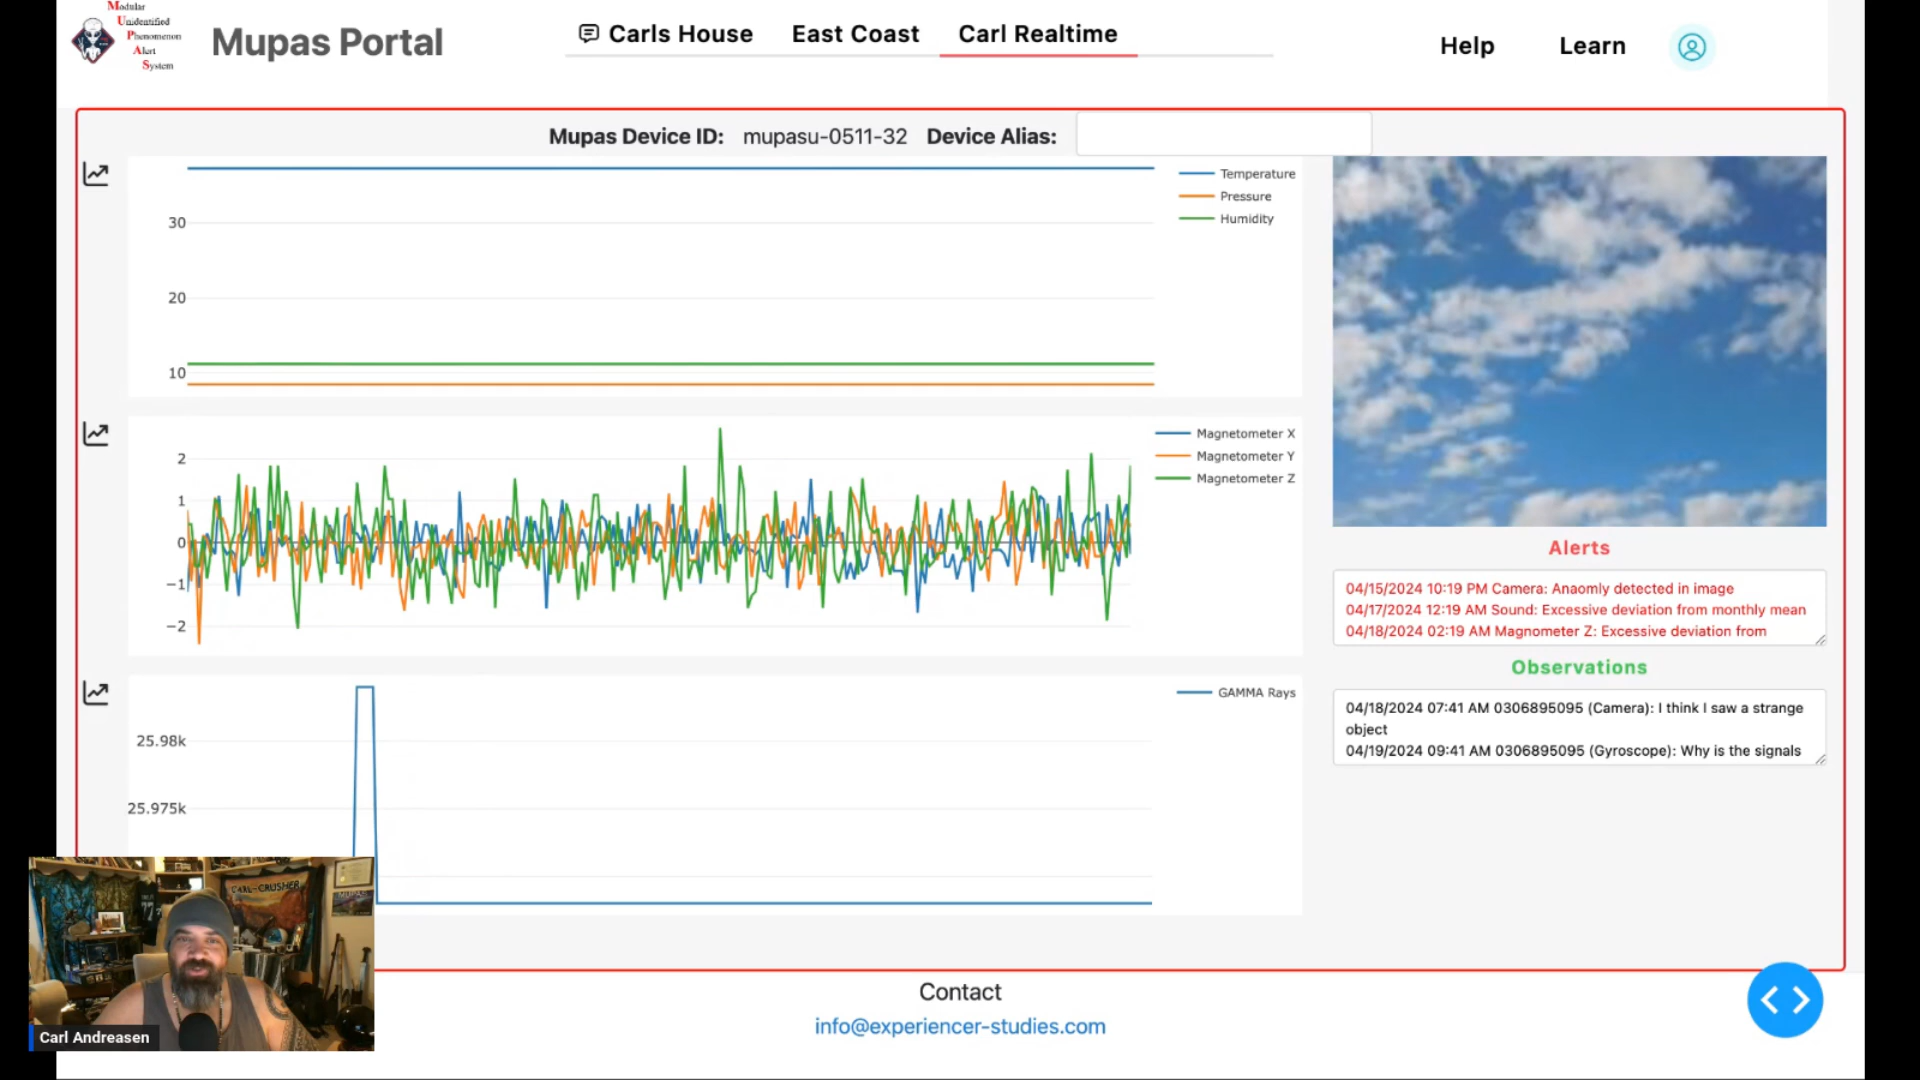 Modular
Unidentified
Phenomenon
Alert
System
Mupas Portal
Carls House
East Coast
Carl Realtime
Help
Learn
Mupas Device ID: mupasu-0511-32 Device Alias:
30
20
10
Temperature
Pressure
Humidity
2
1
0
−1
−2
Magnetometer X
Magnetometer Y
Magnetometer Z
25.98k
25.975k
GAMMA Rays
Alerts
04/15/2024 10:19 PM Camera: Anaomly detected in image
04/17/2024 12:19 AM Sound: Excessive deviation from monthly mean
04/18/2024 02:19 AM Magnometer Z: Excessive deviation from
Observations
04/18/2024 07:41 AM 0306895095 (Camera): I think I saw a strange
object
04/19/2024 09:41 AM 0306895095 (Gyroscope): Why is the signals
CARL-CRUSHER
77
Carl Andreasen
Contact
info@experiencer-studies.com